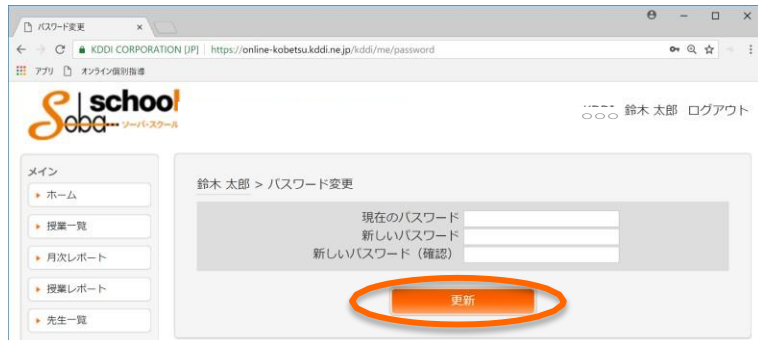 パスワード変更
KDDI CORPORATION [JP] | https://online-kobetsu.kddi.ne.jp/kddi/me/password
アプリ オンライン個別指導
Soba school
ソーバ・スクール
鈴木 太郎 ログアウト
メイン
ホーム
授業一覧
月次レポート
授業レポート
先生一覧
鈴木 太郎 > パスワード変更
現在のパスワード
新しいパスワード
新しいパスワード（確認）
更新